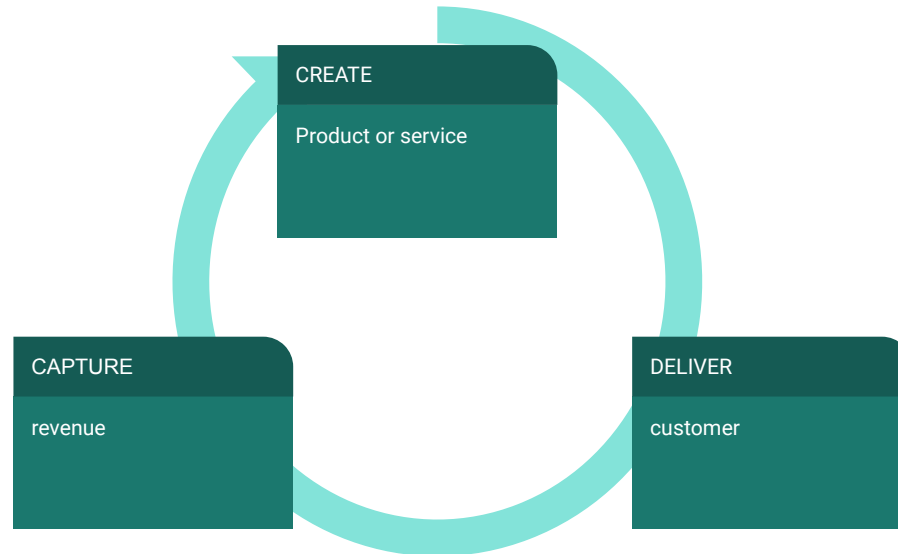 CREATE
Product or service
CAPTURE
revenue
DELIVER
customer